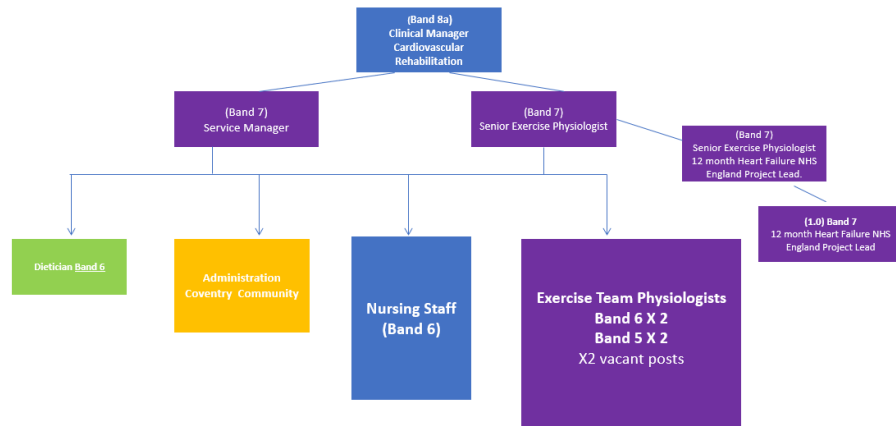 (Band 8a)
Clinical Manager
Cardiovascular
Rehabilitation
(Band 7)
Service Manager
(Band 7)
Senior Exercise Physiologist
(Band 7)
Senior Exercise Physiologist
12 month Heart Failure NHS
England Project Lead.
(1.0) Band 7
12 month Heart Failure NHS
England Project Lead
Dietician Band 6
Administration
Coventry Community
Nursing Staff
(Band 6)
Exercise Team Physiologists
Band 6 X 2
Band 5 X 2
X2 vacant posts